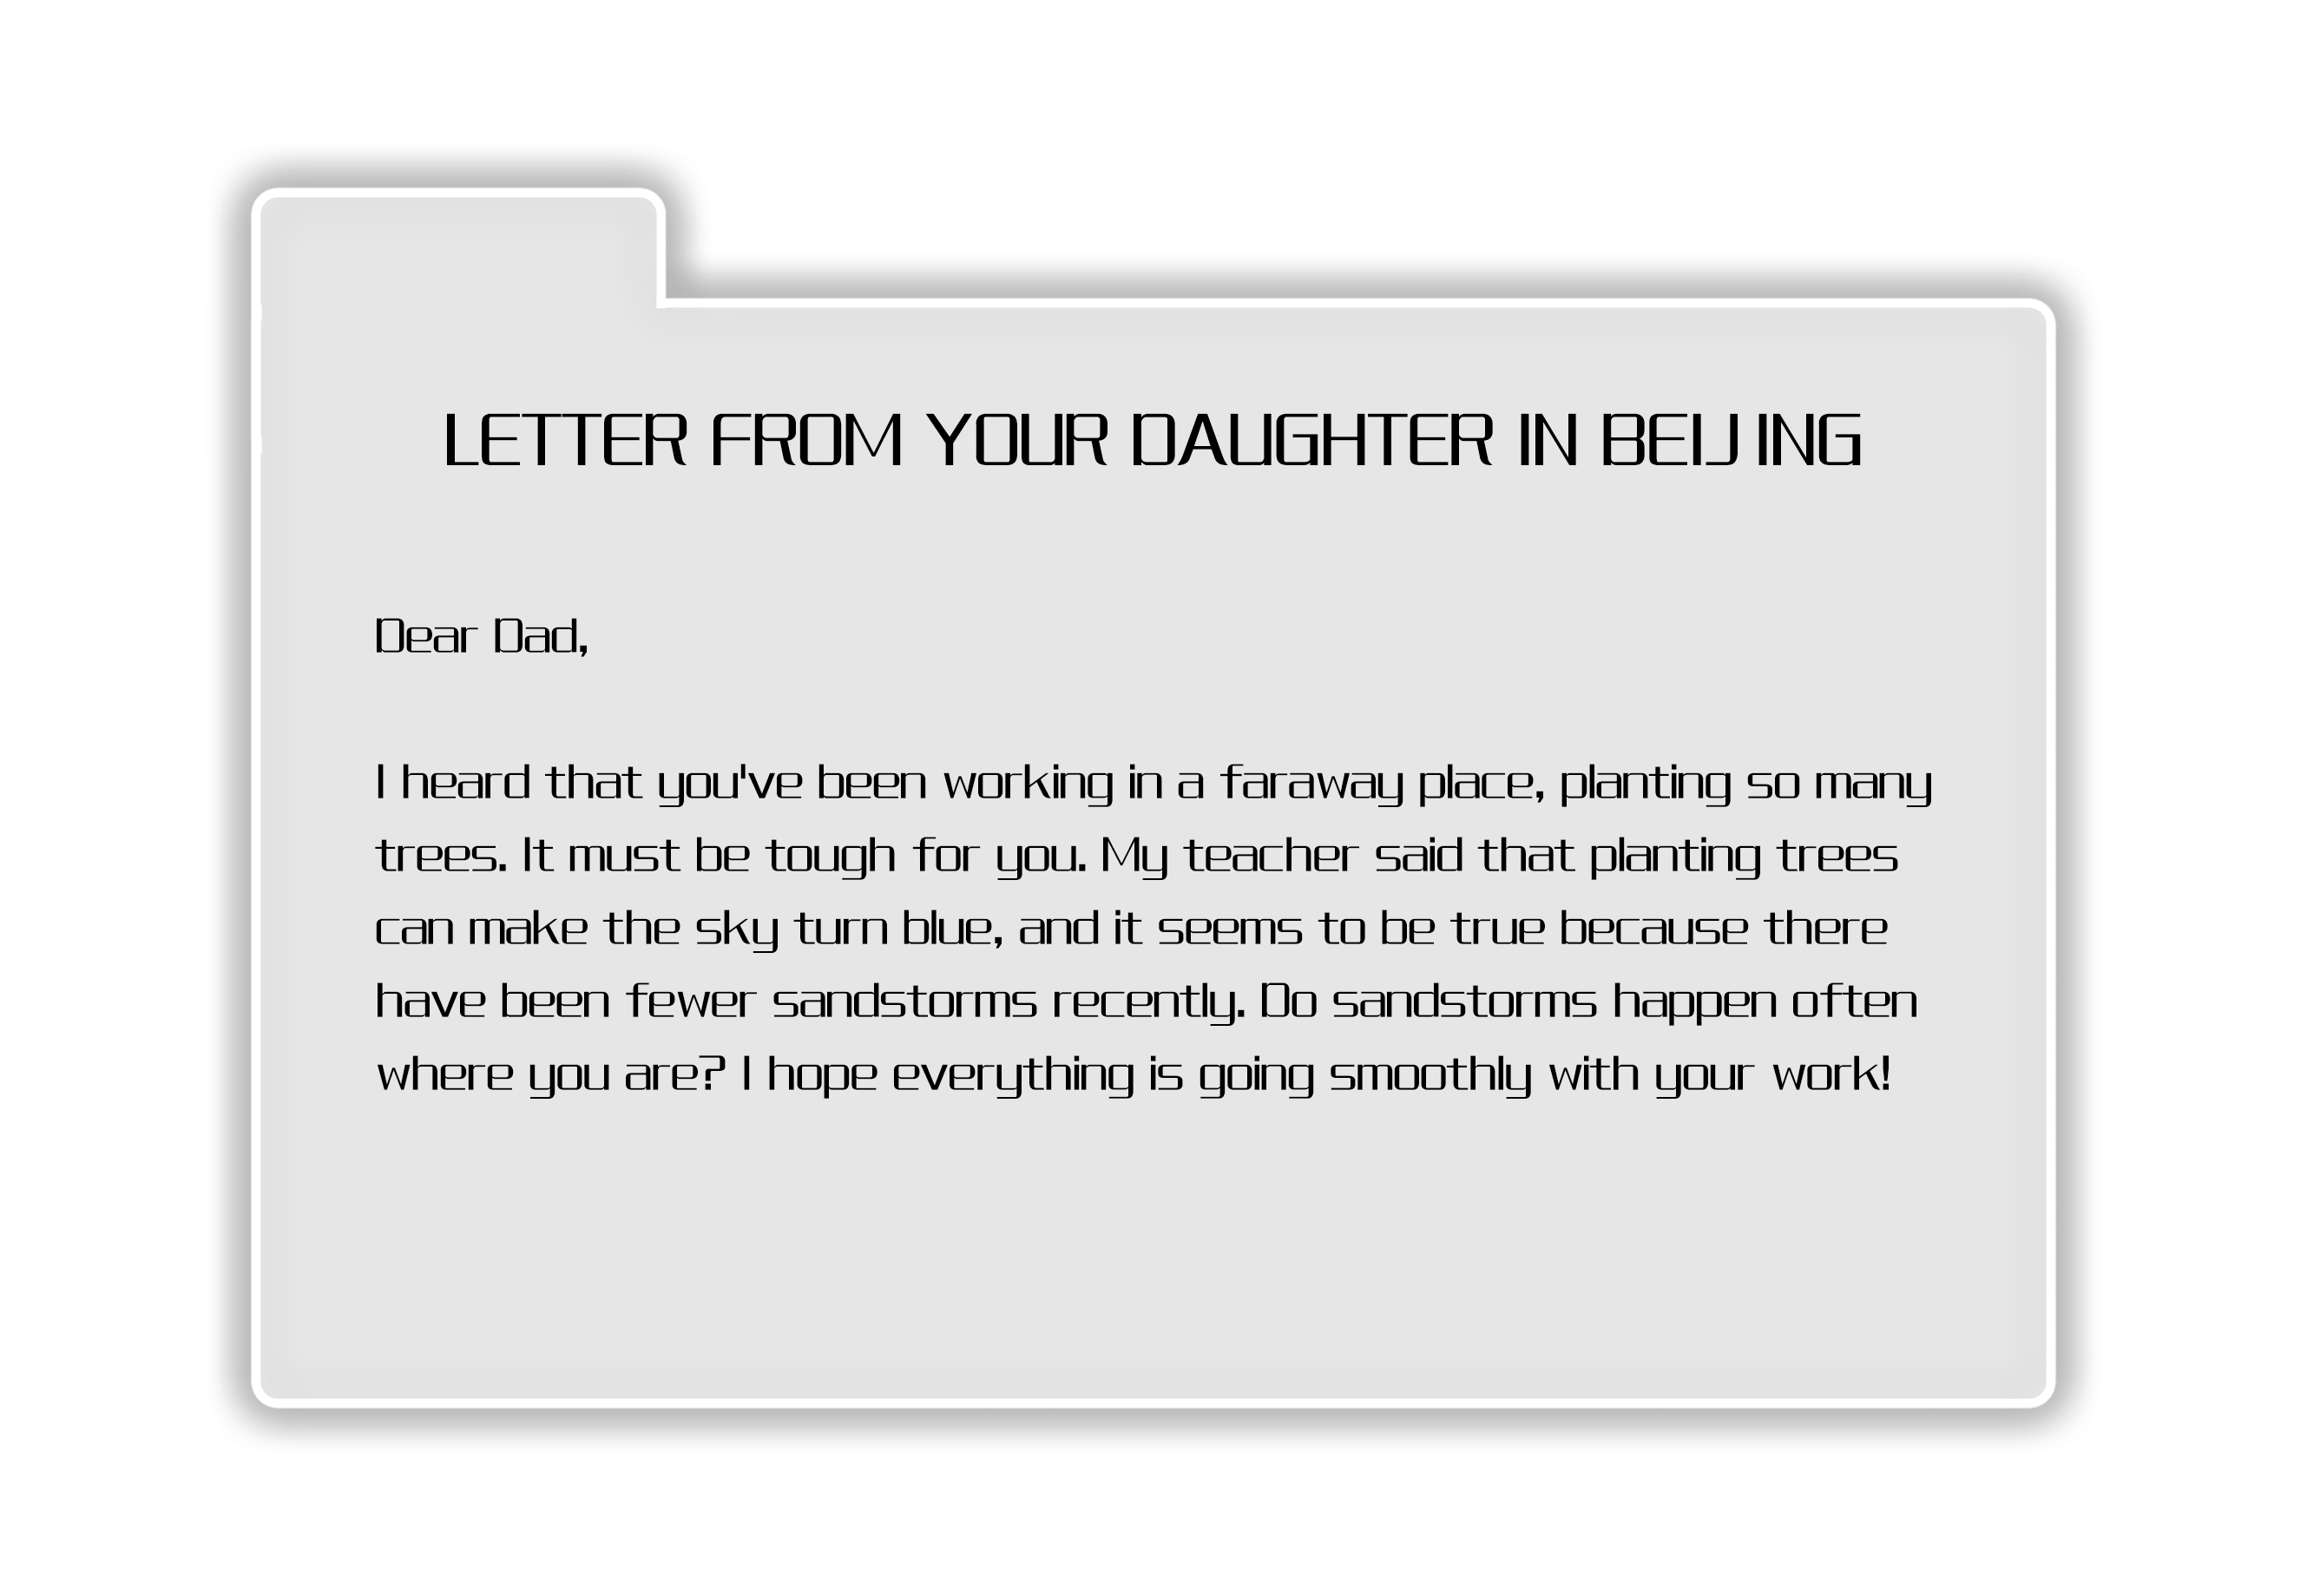 LETTER FROM YOUR DAUGHTER IN BEIJING
Dear Dad,
I heard that you've been working in a faraway place, planting so many
trees. It must be tough for you. My teacher said that planting trees
can make the sky turn blue, and it seems to be true because there
have been fewer sandstorms recently. Do sandstorms happen often
where you are? I hope everything is going smoothly with your work!